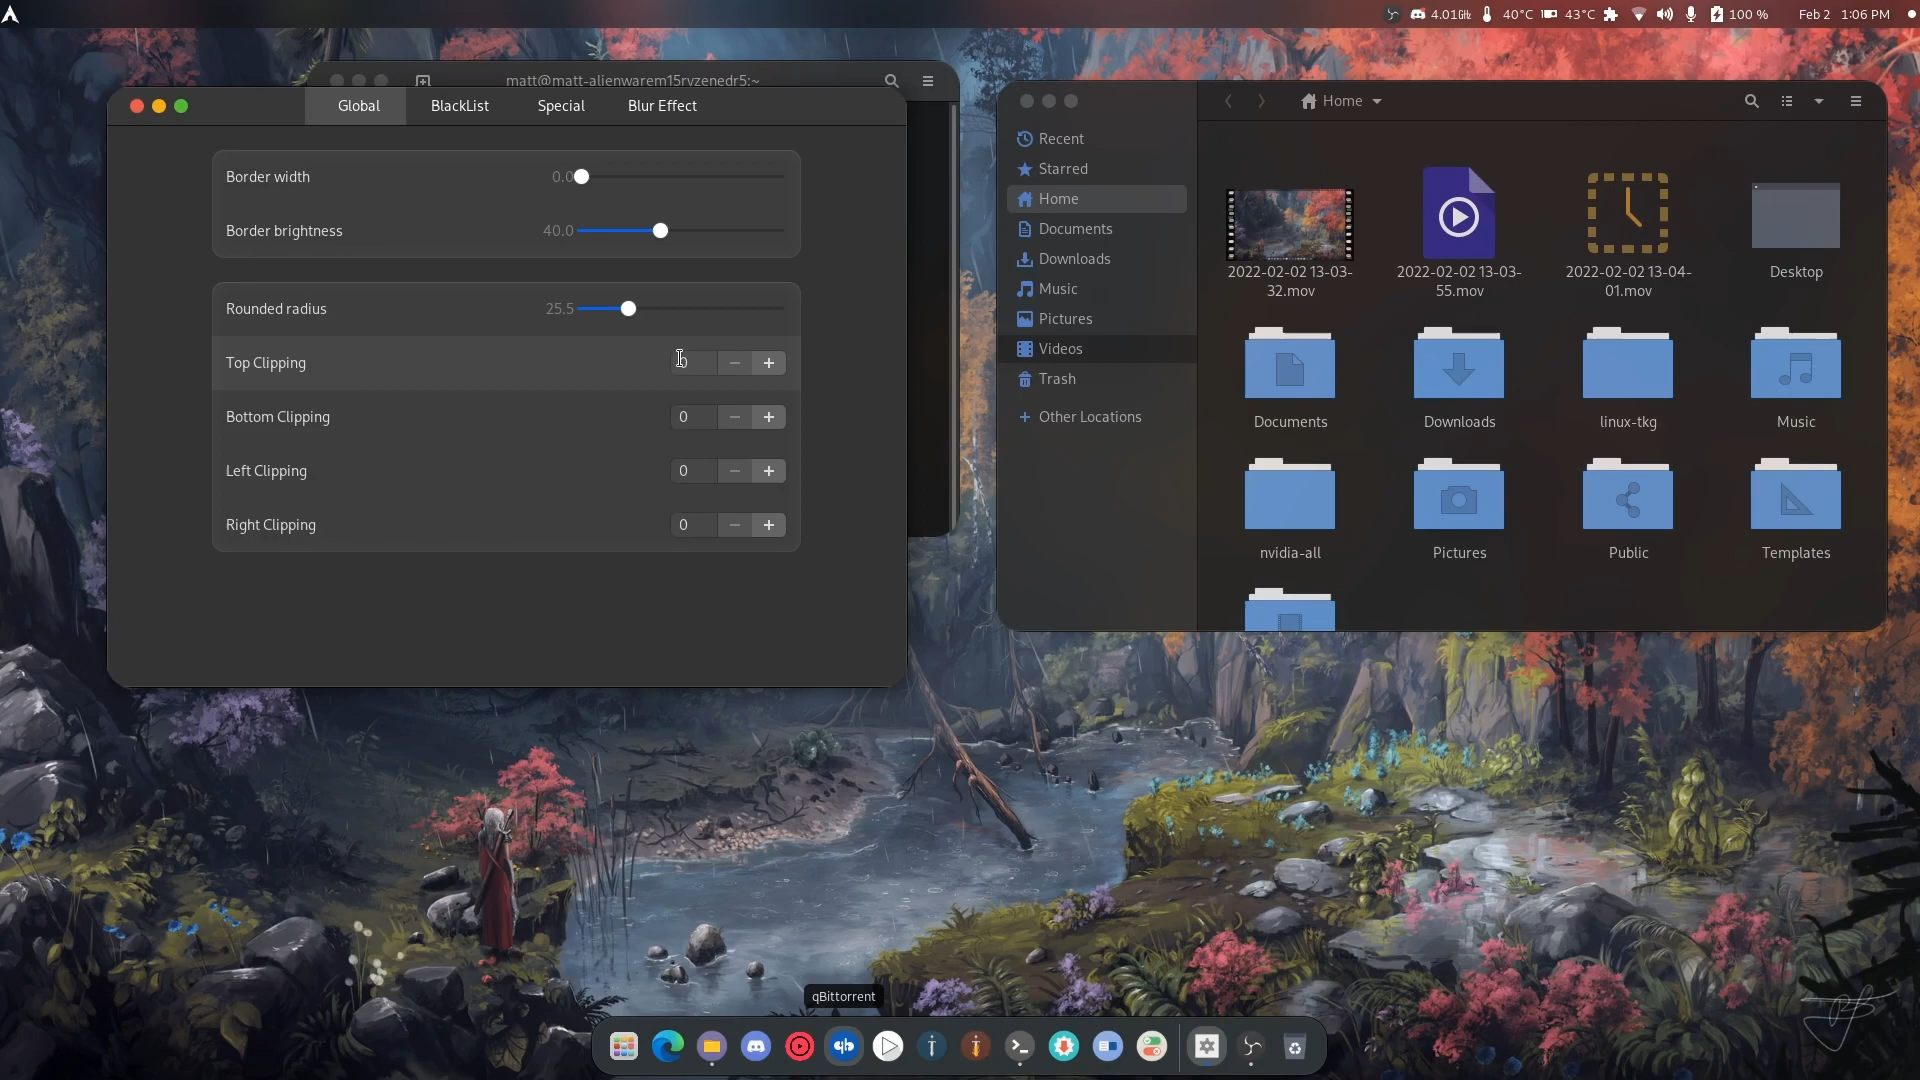 4.01GHz 40°C 43°C 100 % Feb 2 1:06 PM
matt@matt-alienwarem15ryzenedr5:~
Global BlackList Special Blur Effect
Border width 0.0
Border brightness 40.0
Rounded radius 25.5
Top Clipping 0
Bottom Clipping 0
Left Clipping 0
Right Clipping 0
Home
Recent
Starred
Home
Documents
Downloads
Music
Pictures
Videos
Trash
Other Locations
2022-02-02 13-03-
32.mov
2022-02-02 13-03-
55.mov
2022-02-02 13-04-
01.mov
Desktop
Documents
Downloads
linux-tkg
Music
nvidia-all
Pictures
Public
Templates
qBittorrent
qb